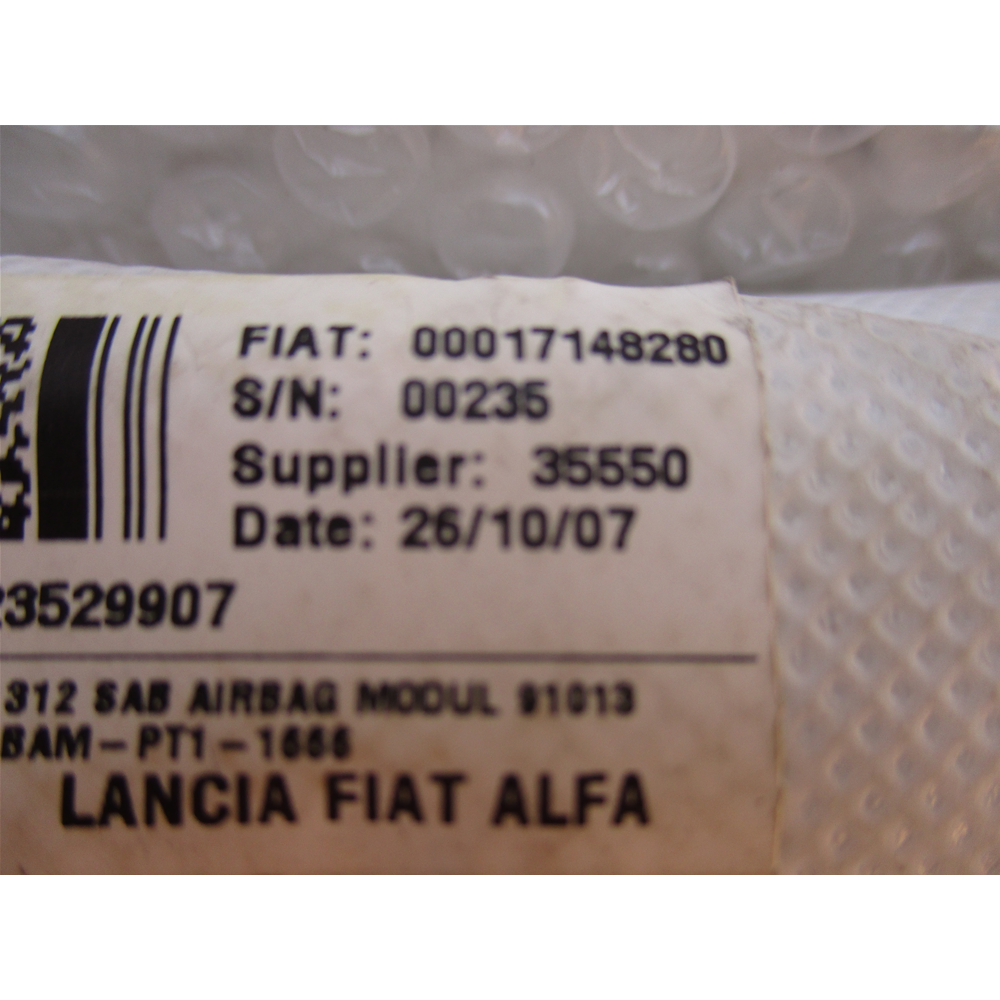 FIAT: 00017148280
S/N: 00235
Supplier: 35550
Date: 26/10/07
23529907
312 SAB AIRBAG MODUL 91013
BAM-PT1-1666
LANCIA FIAT ALFA